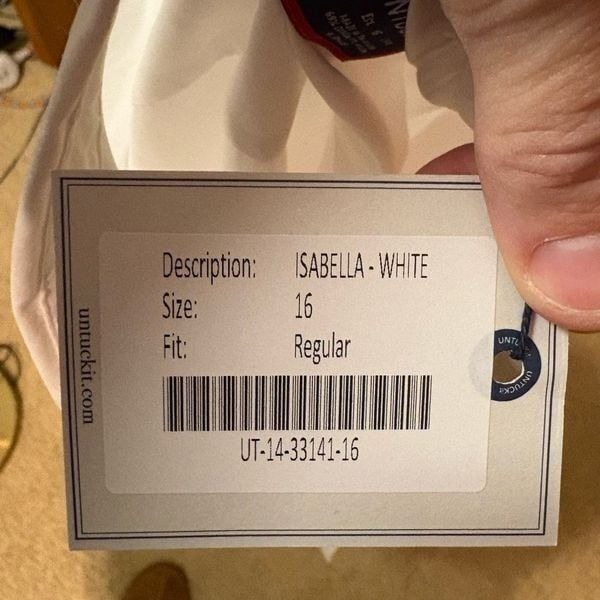 Description: ISABELLA - WHITE
Size: 16
Fit: Regular
UT-14-33141-16
untuckit.com
UNTUCKIT